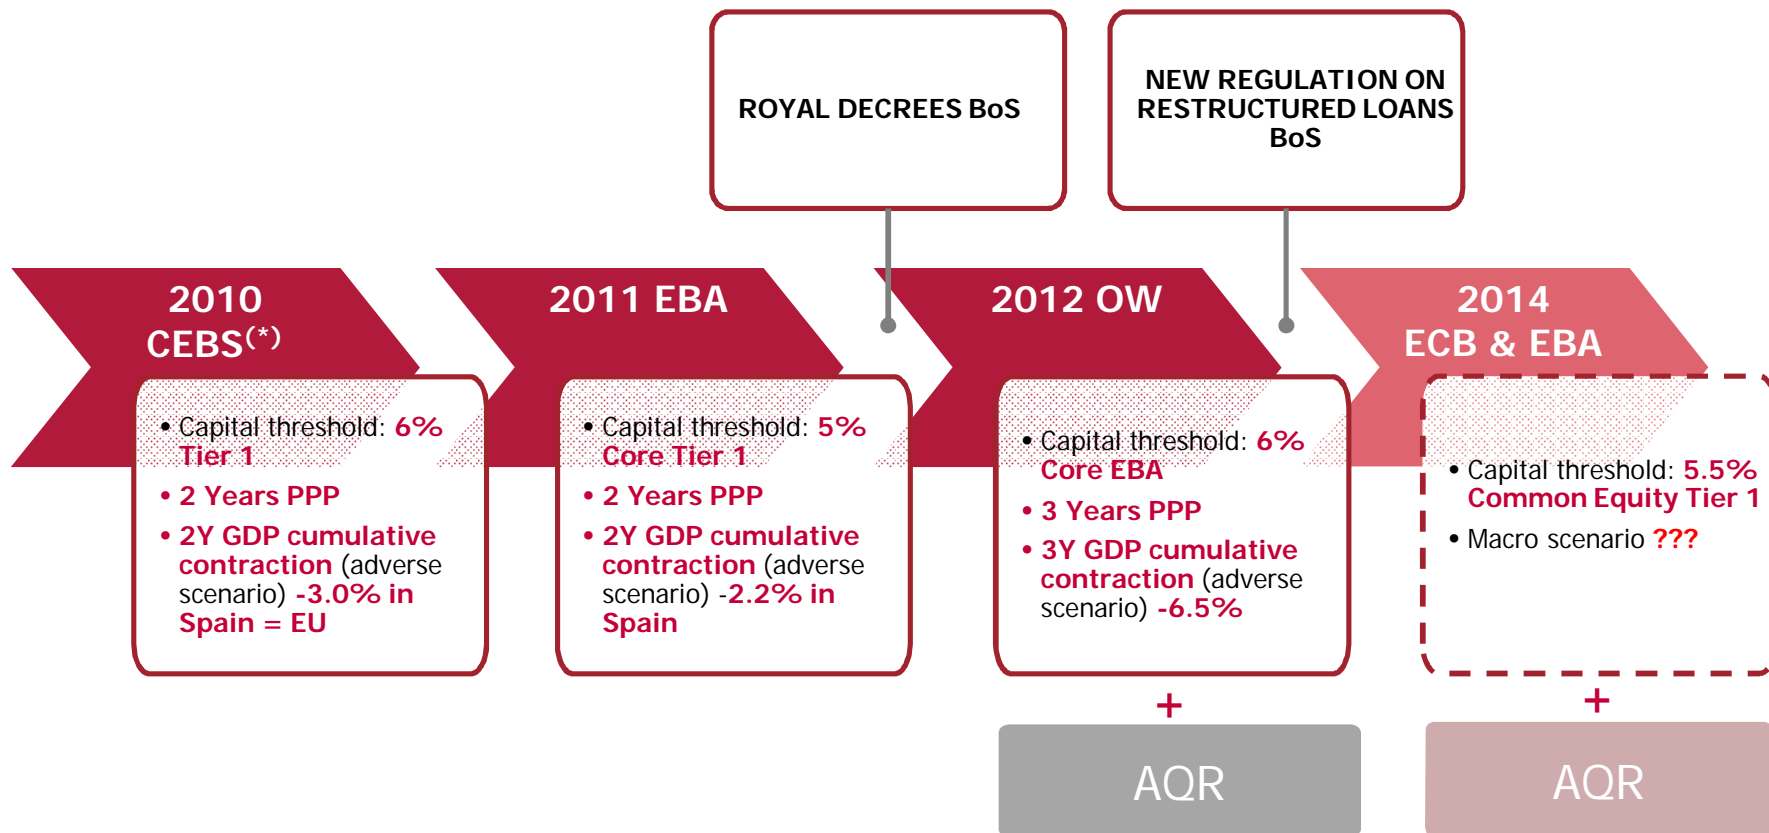 ROYAL DECREES BoS
NEW REGULATION ON
RESTRUCTURED LOANS
BoS
2010
CEBS(*)
• Capital threshold: 6%
Tier 1
• 2 Years PPP
• 2Y GDP cumulative
contraction (adverse
scenario) -3.0% in
Spain = EU
2011 EBA
• Capital threshold: 5%
Core Tier 1
• 2 Years PPP
• 2Y GDP cumulative
contraction (adverse
scenario) -2.2% in
Spain
2012 OW
• Capital threshold: 6%
Core EBA
• 3 Years PPP
• 3Y GDP cumulative
contraction (adverse
scenario) -6.5%
+
AQR
2014
ECB & EBA
• Capital threshold: 5.5%
Common Equity Tier 1
• Macro scenario ???
+
AQR